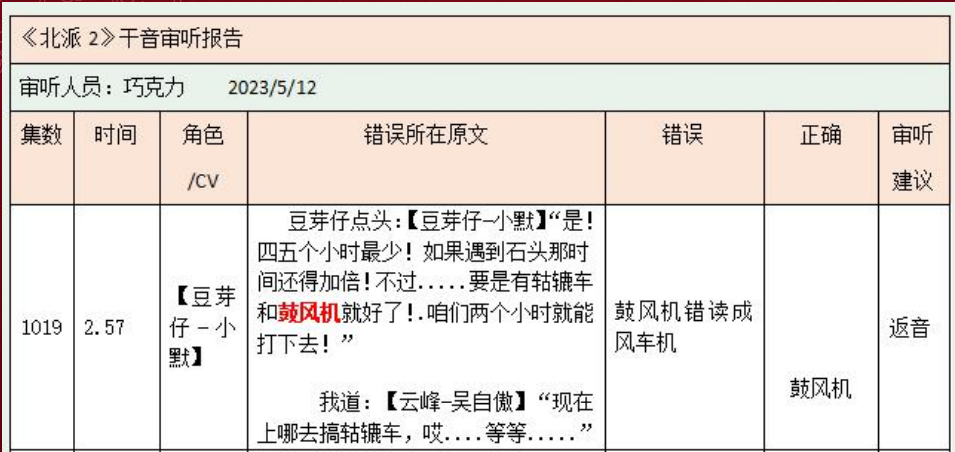 《北派 2》干音审听报告
审听人员：巧克力 2023/5/12
集数 时间 角色 错误所在原文 错误 正确 审听
/CV 建议
豆芽仔点头：【豆芽仔-小默】“是！
四五个小时最少！如果遇到石头那时
间还得加倍！不过.....要是有轱辘车
【豆芽
和鼓风机就好了！.咱们两个小时就能
鼓风机错读成
1019 2.57 仔－小 返音
打下去！”
风车机
默】
鼓风机
我道：【云峰-吴自傲】“现在
上哪去搞轱辘车，哎....等等.....”